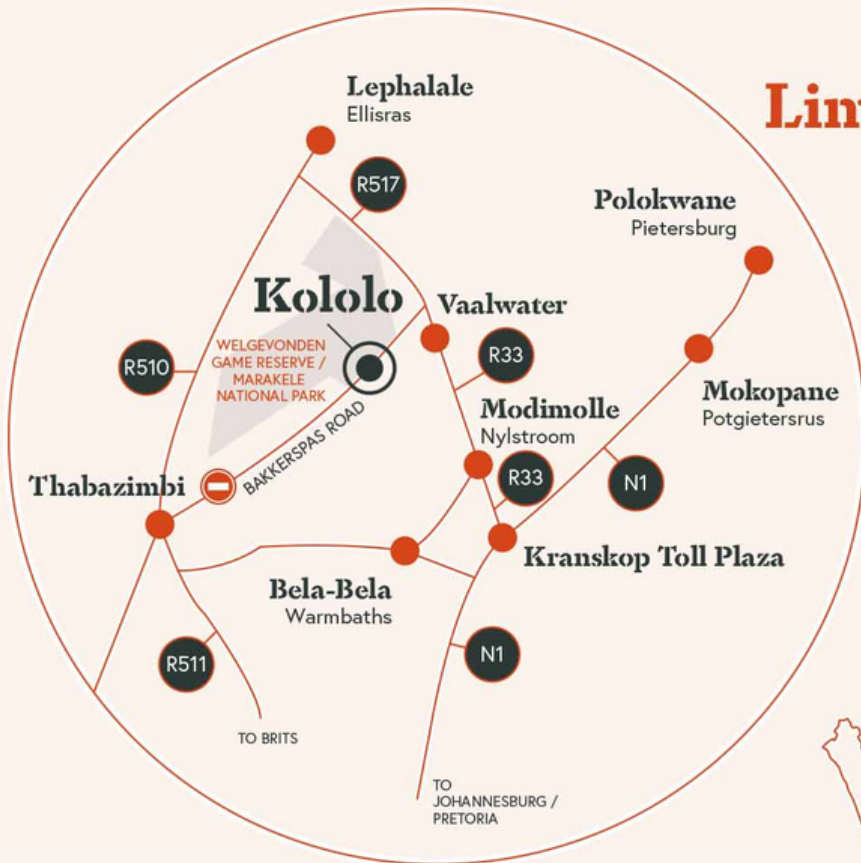 Lephalale
Ellisras
R517
Polokwane
Pietersburg
Kololo
Vaalwater
WELGEVONDEN
GAME RESERVE /
MARAKELE
NATIONAL PARK
R510
R33
Mokopane
Potgietersrus
Modimolle
Nylstroom
BAKKERSPAS ROAD
Thabazimbi
R33
N1
Kranskop Toll Plaza
Bela-Bela
Warmbaths
R511
N1
TO BRITS
TO
JOHANNESBURG /
PRETORIA